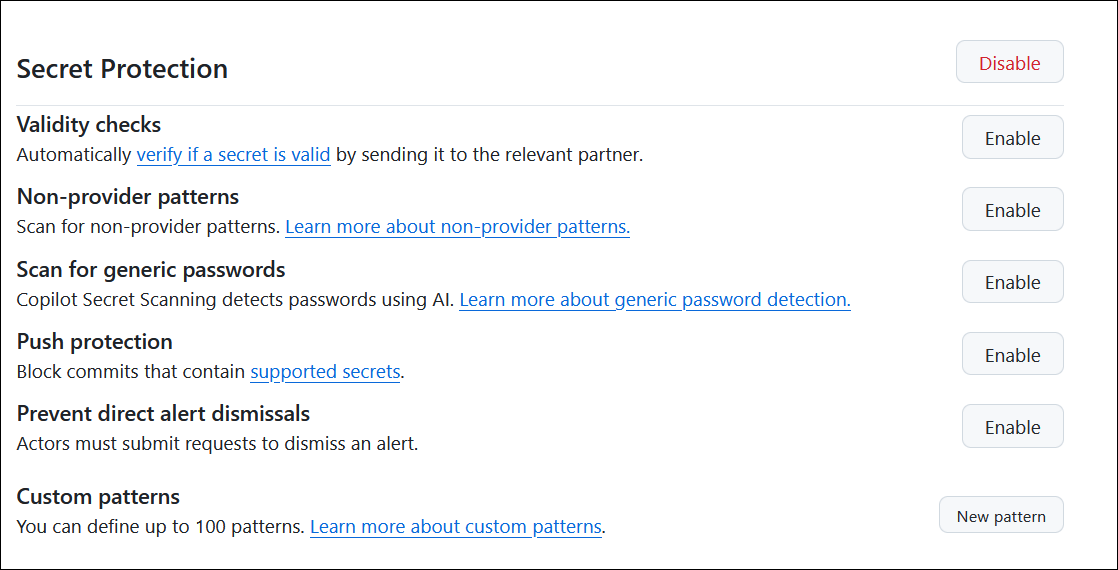 Secret Protection
Disable
Validity checks
Automatically verify if a secret is valid by sending it to the relevant partner.
Enable
Non-provider patterns
Scan for non-provider patterns. Learn more about non-provider patterns.
Enable
Scan for generic passwords
Copilot Secret Scanning detects passwords using AI. Learn more about generic password detection.
Enable
Push protection
Block commits that contain supported secrets.
Enable
Prevent direct alert dismissals
Actors must submit requests to dismiss an alert.
Enable
Custom patterns
You can define up to 100 patterns. Learn more about custom patterns.
New pattern